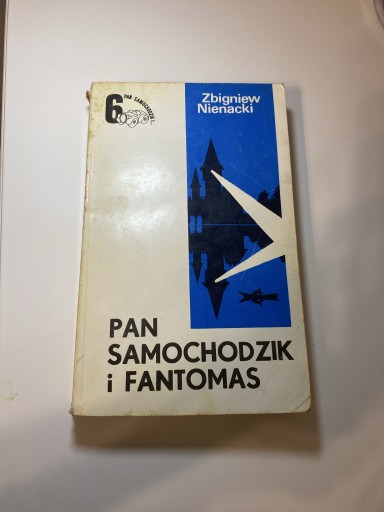 6
PAN SAMOCHODZIK i...
Zbigniew
Nienacki
PAN
SAMOCHODZIK
i FANTOMAS